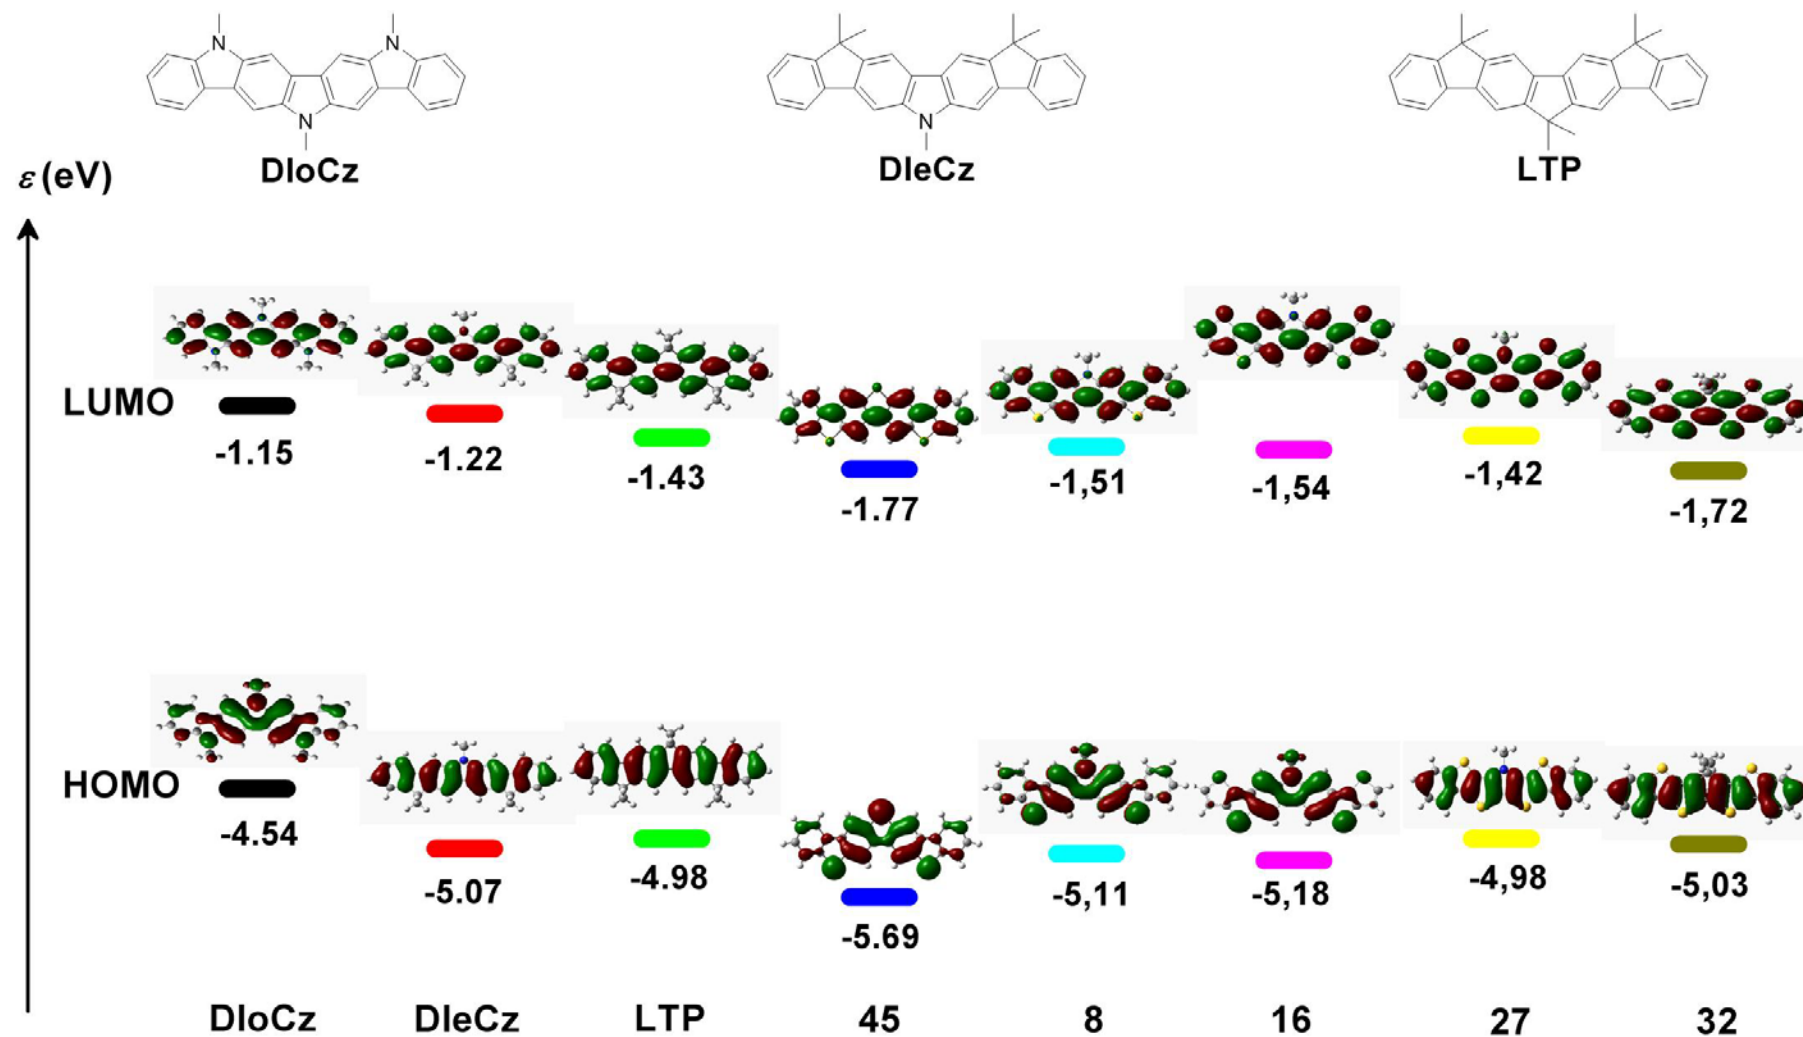 N N
N N
DIoCz DIeCz LTP
ε (eV)
LUMO
-1.15 -1.22 -1.43 -1.77 -1,51 -1,54 -1,42 -1,72
HOMO
-4.54 -5.07 -4.98 -5.69 -5,11 -5,18 -4,98 -5,03
DIoCz DIeCz LTP 45 8 16 27 32